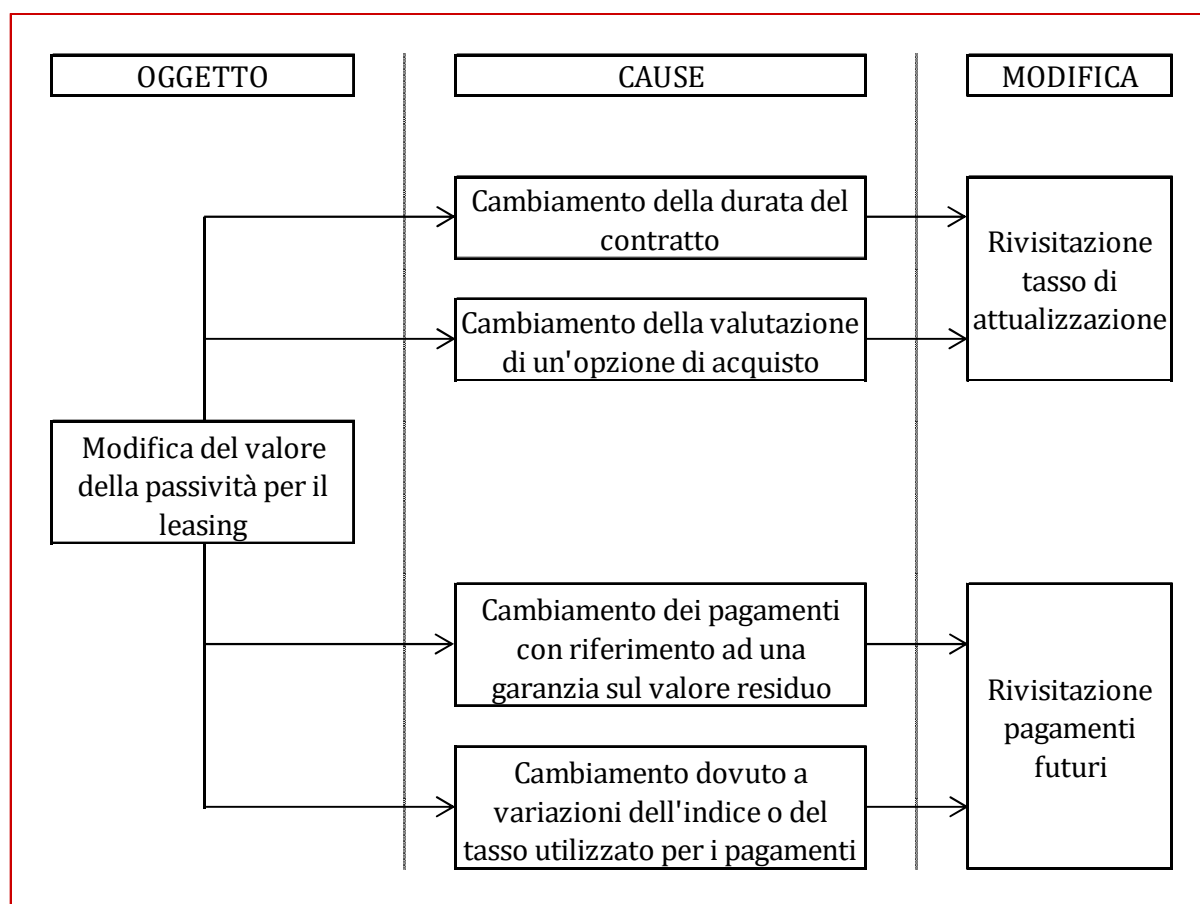 OGGETTO
CAUSE
MODIFICA
Cambiamento della durata del
contratto
Cambiamento della valutazione
di un'opzione di acquisto
Rivisitazione
tasso di
attualizzazione
Modifica del valore
della passività per il
leasing
Cambiamento dei pagamenti
con riferimento ad una
garanzia sul valore residuo
Cambiamento dovuto a
variazioni dell'indice o del
tasso utilizzato per i pagamenti
Rivisitazione
pagamenti
futuri